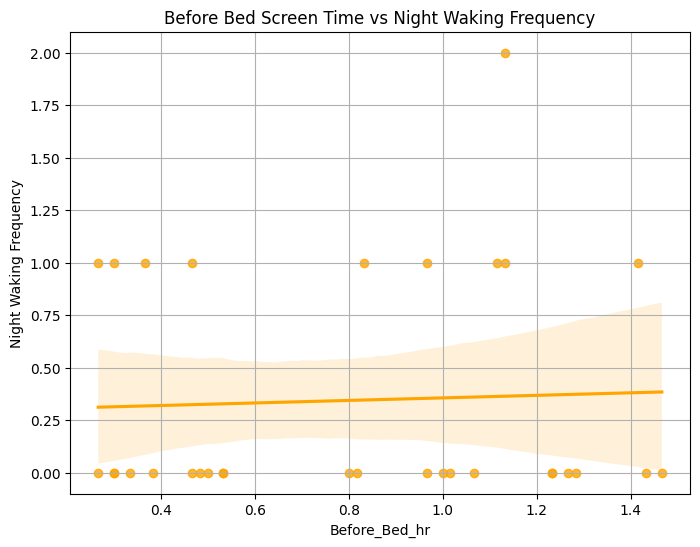 Before Bed Screen Time vs Night Waking Frequency
2.00
1.75
1.50
1.25
1.00
0.75
0.50
0.25
0.00
Night Waking Frequency
0.4 0.6 0.8 1.0 1.2 1.4
Before_Bed_hr